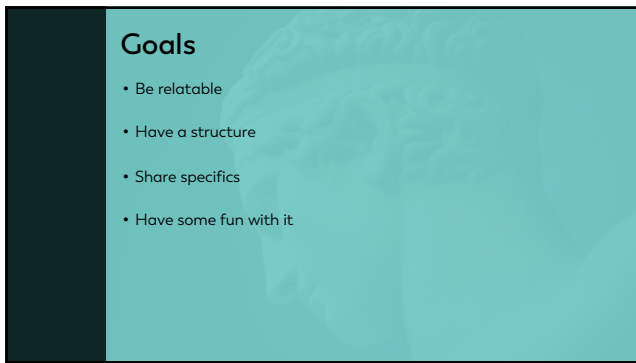 Goals
• Be relatable
• Have a structure
• Share specifics
• Have some fun with it